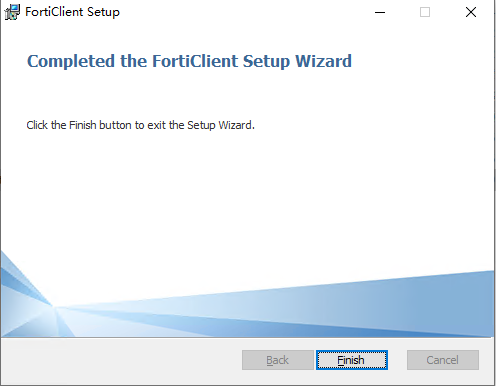 FortiClient Setup
Completed the FortiClient Setup Wizard
Click the Finish button to exit the Setup Wizard.
Back
Finish
Cancel